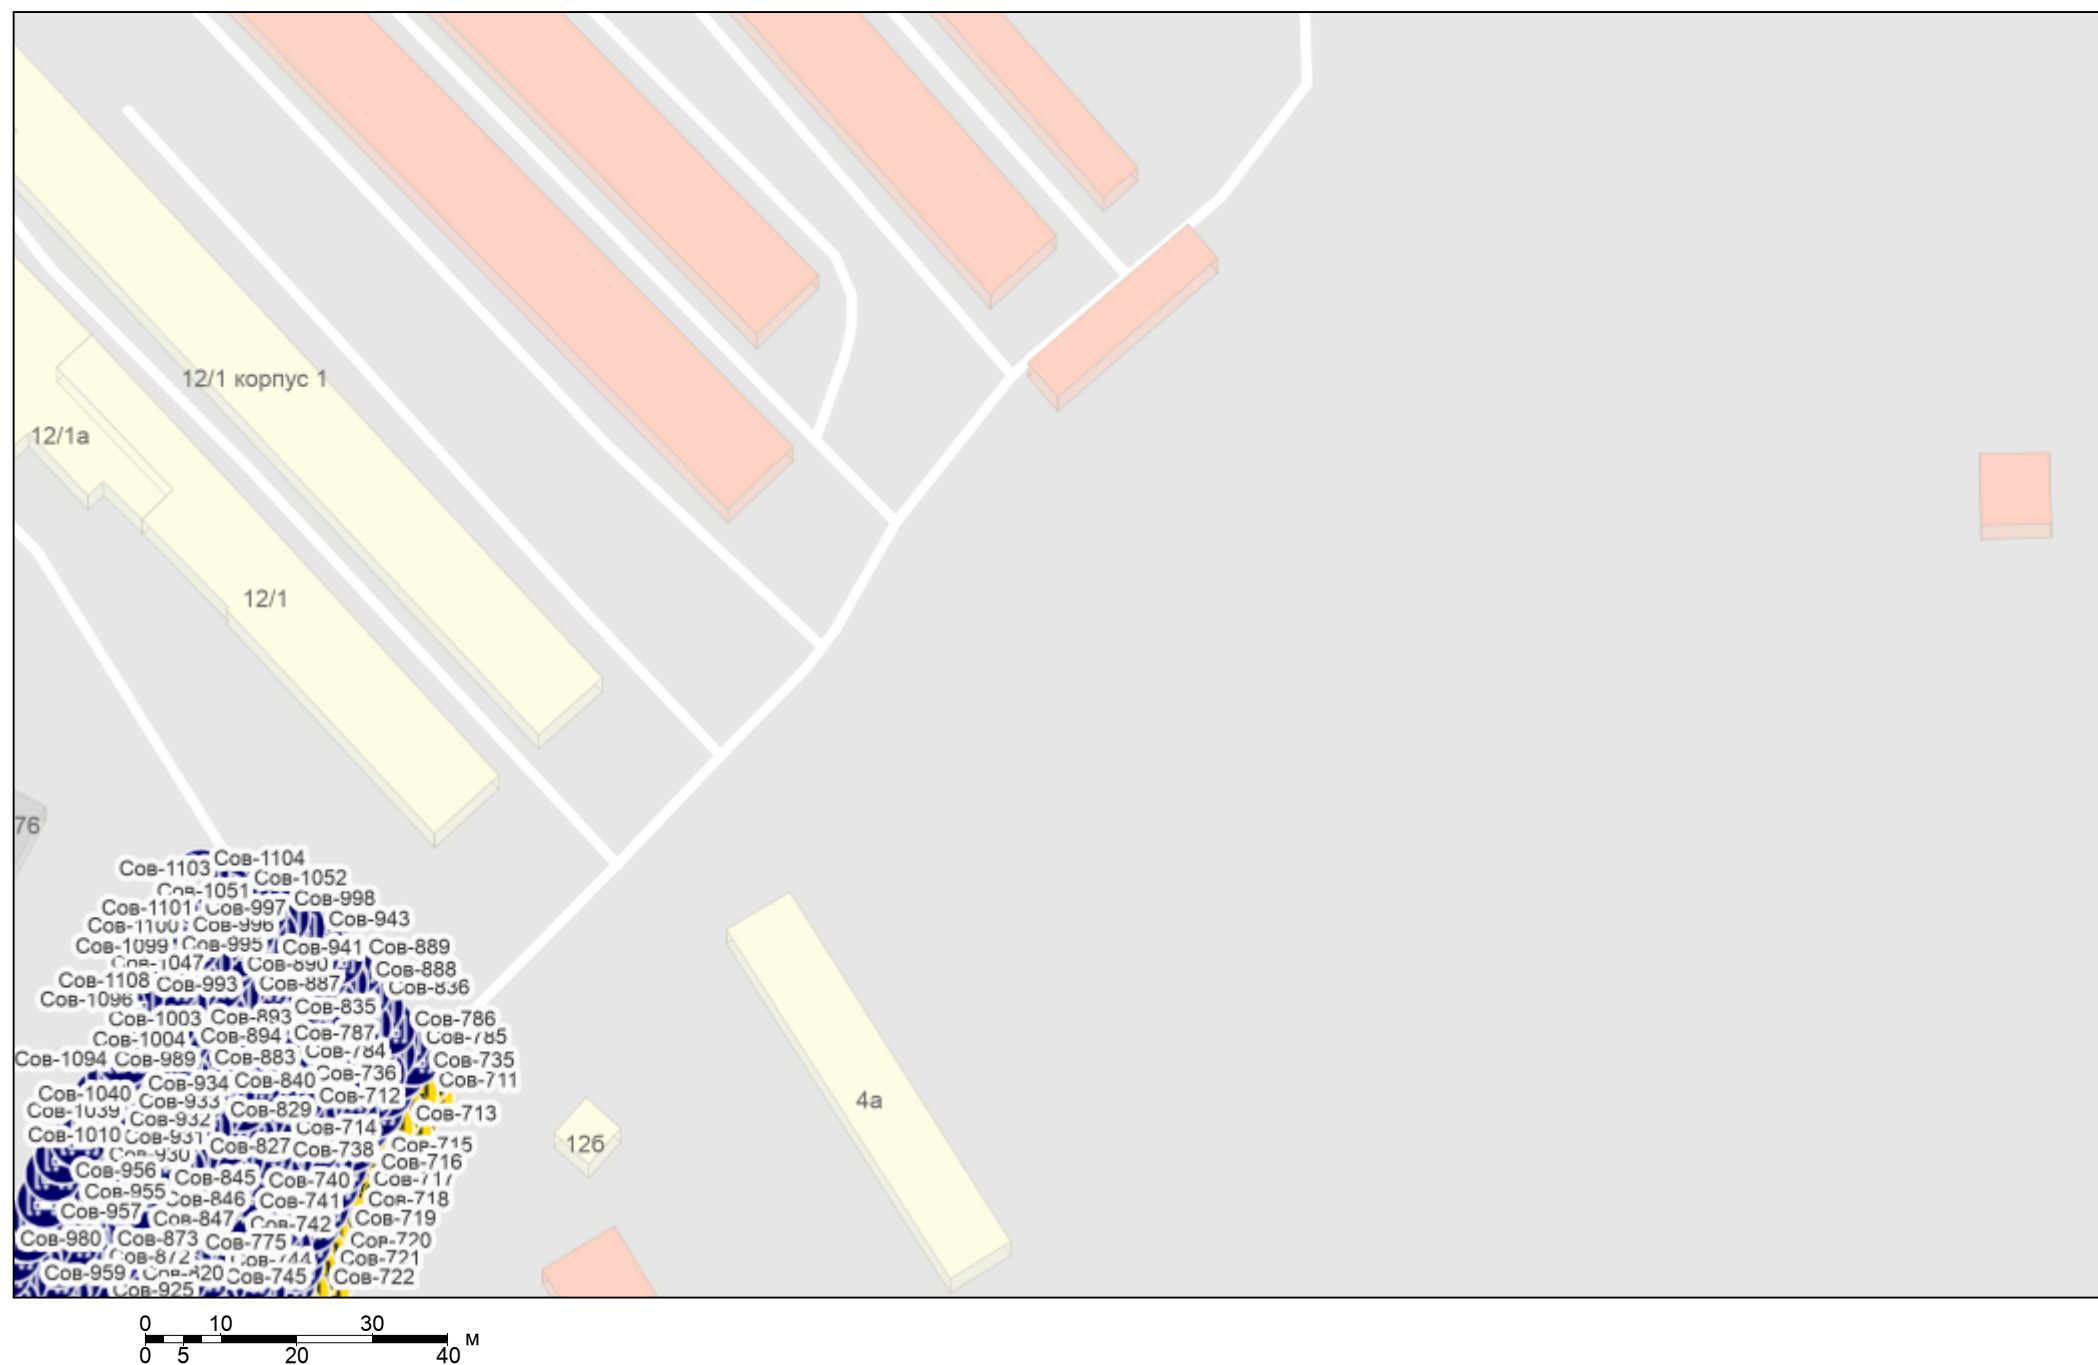 12/1 корпус 1
12/1а
12/1
76
Сов-1104
Сов-1103
Сов-1052
Сов-1051
Сов-998
Сов-1101 Сов-997
Сов-943
Сов-1100 Сов-996
Сов-1099 Сов-995 Сов-941 Сов-889
Сов-1047 Сов-890 Сов-888
Сов-1108 Сов-993 Сов-887 Сов-836
Сов-1096 Сов-835
Сов-1003 Сов-893 Сов-786
Сов-1004 Сов-894 Сов-787 Сов-785
Сов-1094 Сов-989 Сов-883 Сов-784 Сов-735
Сов-934 Сов-840 Сов-736 Сов-711
Сов-1040 Сов-933 Сов-712
Сов-1039 Сов-932 Сов-829 Сов-713
Сов-1010 Сов-931 Сов-714
Сов-930 Сов-827 Сов-738 Сов-715
Сов-956 Сов-845 Сов-740 Сов-716
Сов-717
Сов-955 Сов-846 Сов-741 Сов-718
Сов-957 Сов-847 Сов-742 Сов-719
Сов-980 Сов-873 Сов-775 Сов-720
Сов-872 Сов-744 Сов-721
Сов-959 Сов-820 Сов-745 Сов-722
Сов-925
4а
12б
0 10 30
0 5 20 40 м